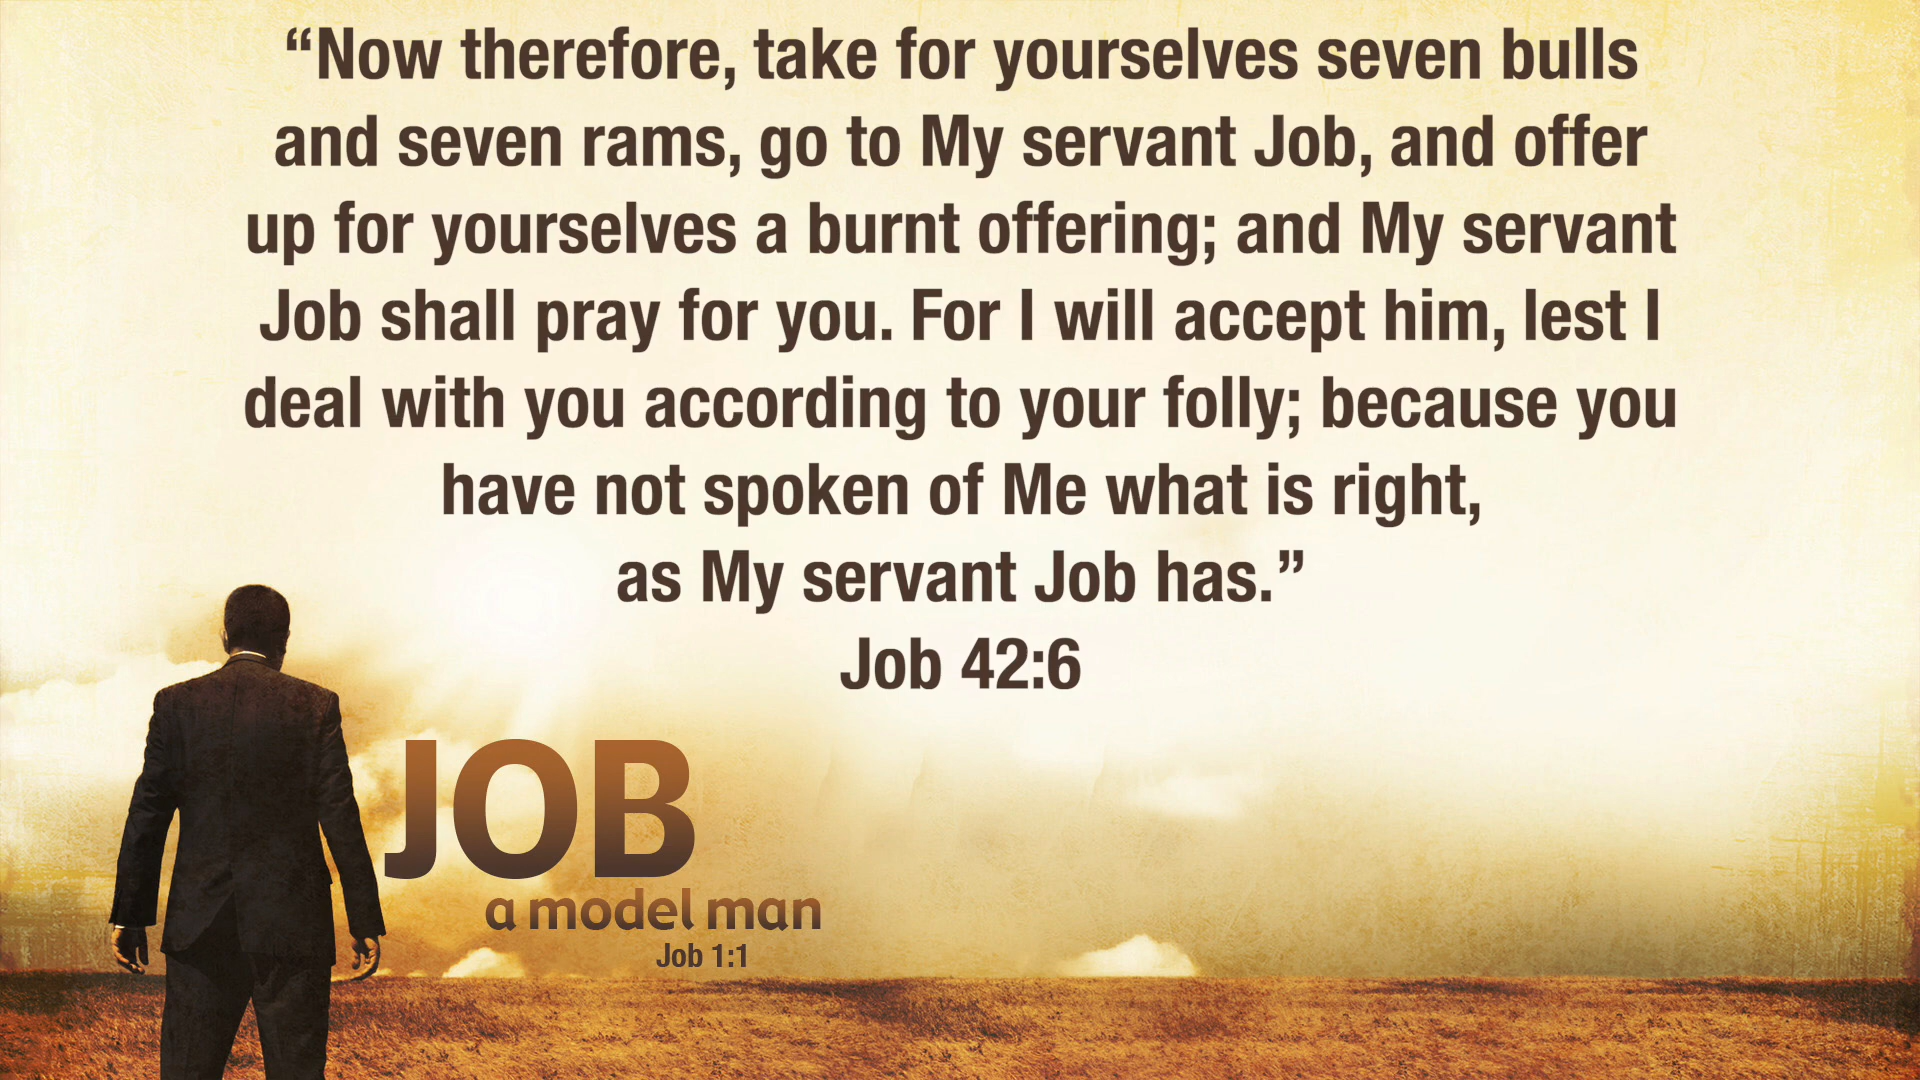 “Now therefore, take for yourselves seven bulls
and seven rams, go to My servant Job, and offer
up for yourselves a burnt offering; and My servant
Job shall pray for you. For I will accept him, lest I
deal with you according to your folly; because you
have not spoken of Me what is right,
as My servant Job has.”
Job 42:6
JOB
a model man
Job 1:1